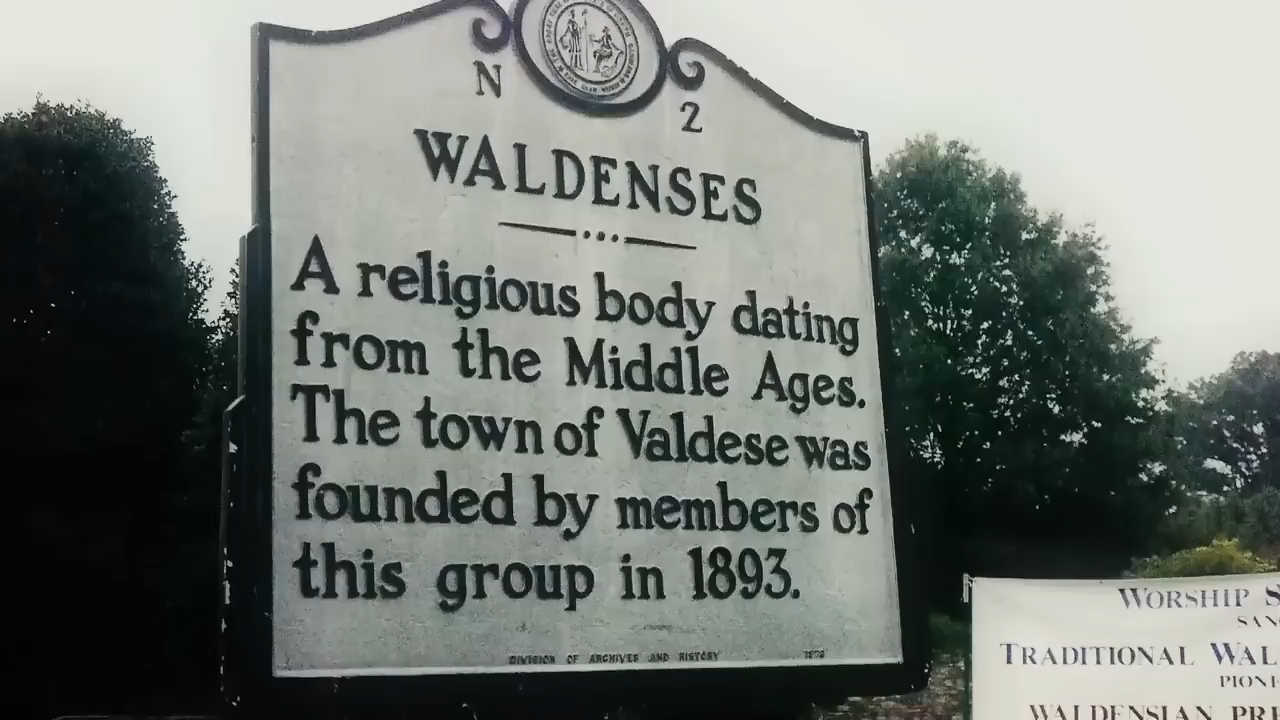 N
2
WALDENSES
A religious body dating
from the Middle Ages.
The town of Valdese was
founded by members of
this group in 1893.
DIVISION OF ARCHIVES AND HISTORY
WORSHIP
TRADITIONAL
WALDENSIAN